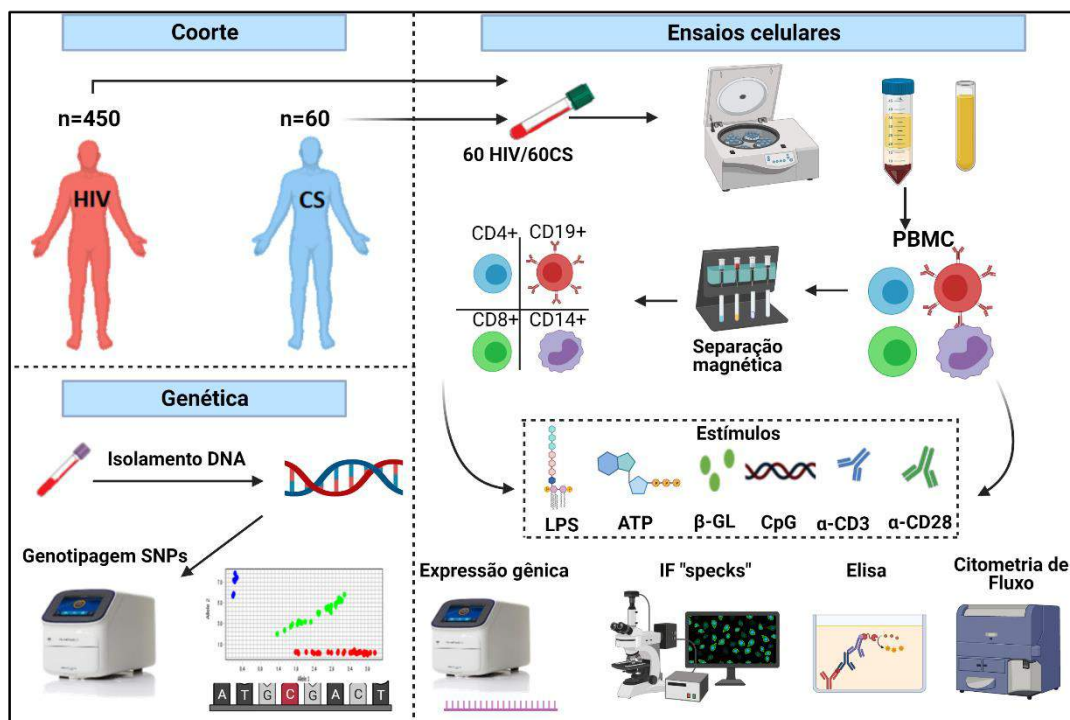 Coorte
n=450
n=60
HIV
CS
Ensaios celulares
60 HIV/60CS
PBMC
CD4+ CD19+
CD8+ CD14+
Separação
magnética
Genética
Isolamento DNA
Genotipagem SNPs
A T G C G A C T
Estímulos
LPS ATP β-GL CpG α-CD3 α-CD28
Expressão gênica
IF "specks"
Elisa
Citometria de
Fluxo